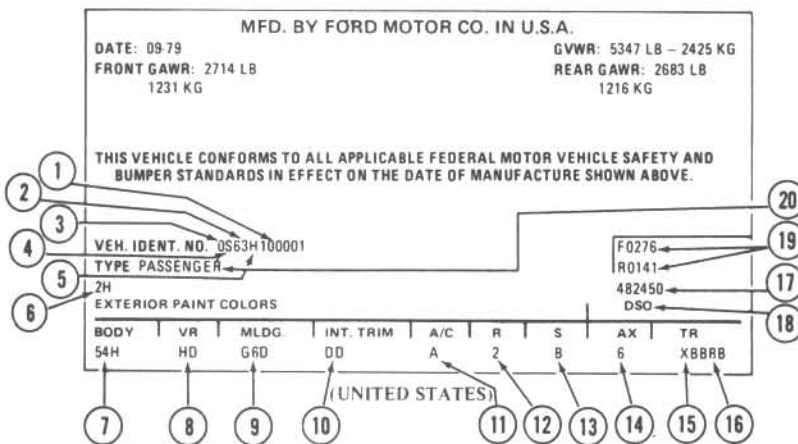 MFD. BY FORD MOTOR CO. IN U.S.A.
DATE: 09-79 GVWR: 5347 LB – 2425 KG
FRONT GAWR: 2714 LB REAR GAWR: 2683 LB
1231 KG 1216 KG
THIS VEHICLE CONFORMS TO ALL APPLICABLE FEDERAL MOTOR VEHICLE SAFETY AND
BUMPER STANDARDS IN EFFECT ON THE DATE OF MANUFACTURE SHOWN ABOVE.
1
2
20
3
VEH. IDENT. NO. 0S63H100001 F0276 19
4
TYPE PASSENGER R0141
5
2H 482450 17
6
EXTERIOR PAINT COLORS DSO 18
BODY VR MLDG. INT. TRIM A/C R S AX TR
54H HD G6D DD A 2 B 6 XBBRB
(UNITED STATES)
7 8 9 10 11 12 13 14 15 16